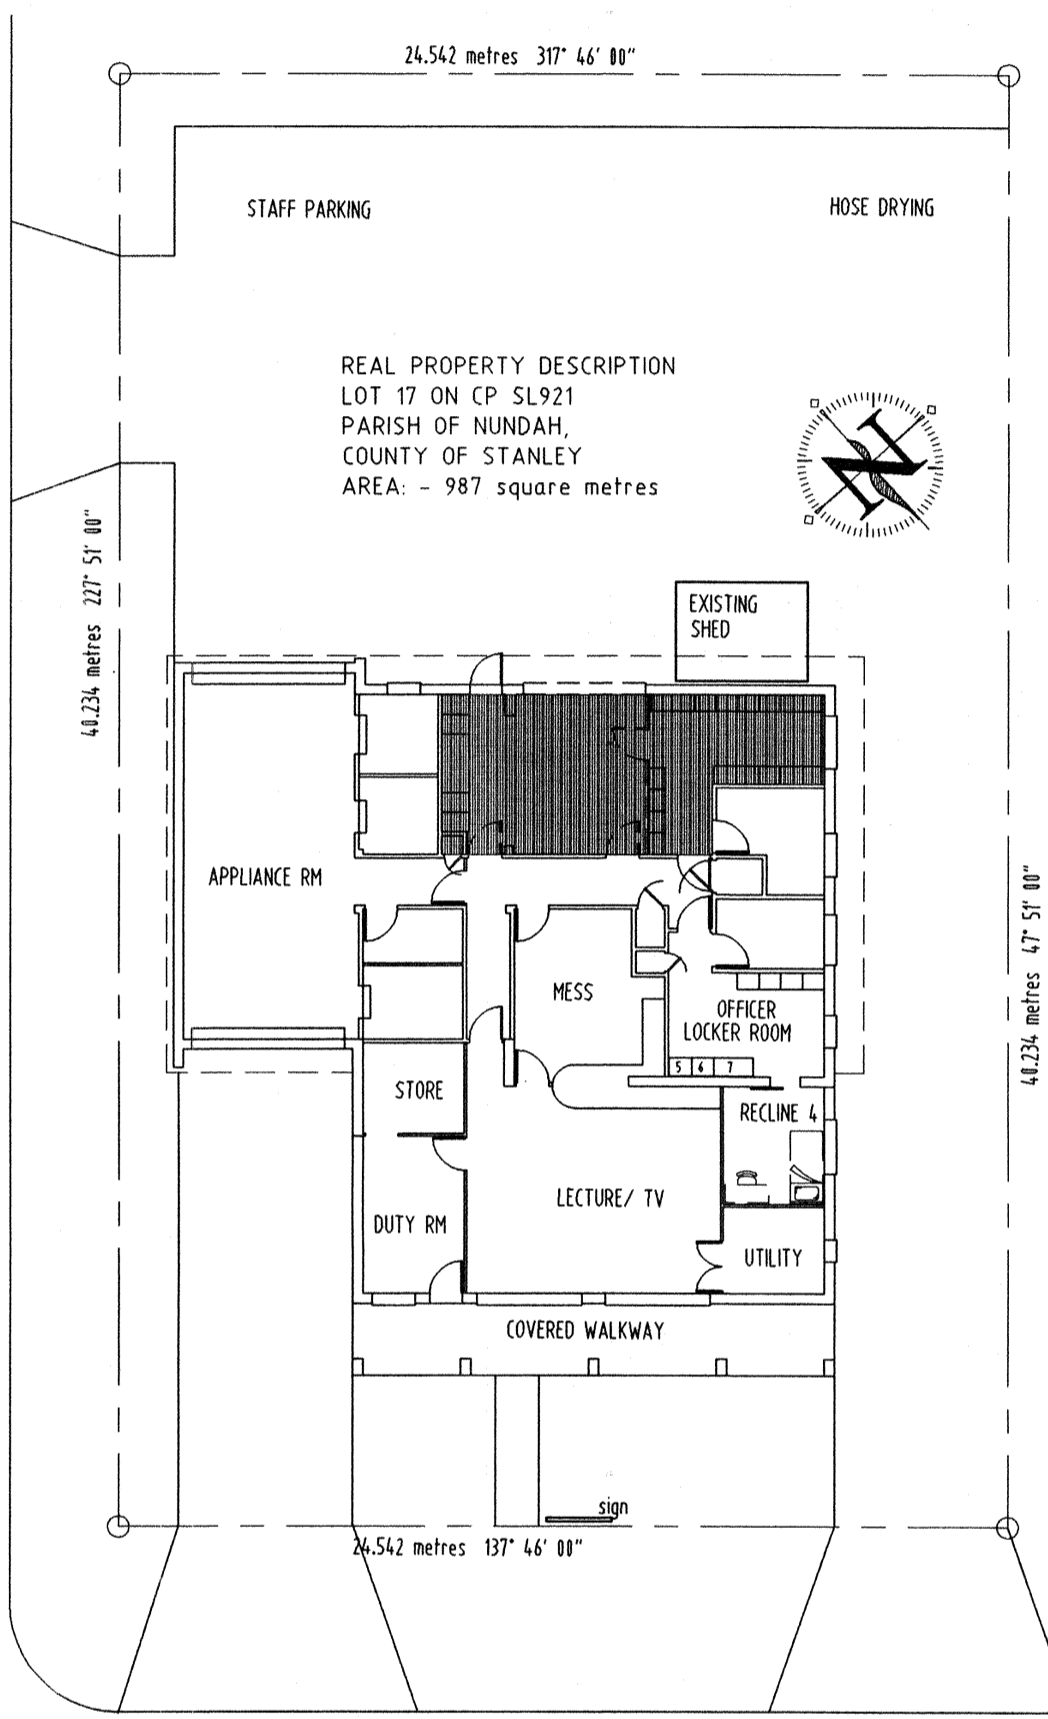 24.542 metres 317° 46' 00"
STAFF PARKING
HOSE DRYING
REAL PROPERTY DESCRIPTION
LOT 17 ON CP SL921
PARISH OF NUNDAH,
COUNTY OF STANLEY
AREA: - 987 square metres
N
40.234 metres 227° 51' 00"
EXISTING
SHED
APPLIANCE RM
40.234 metres 47° 51' 00"
MESS
OFFICER
LOCKER ROOM
5 6 7
STORE
RECLINE 4
LECTURE/ TV
DUTY RM
UTILITY
COVERED WALKWAY
sign
24.542 metres 137° 46' 00"